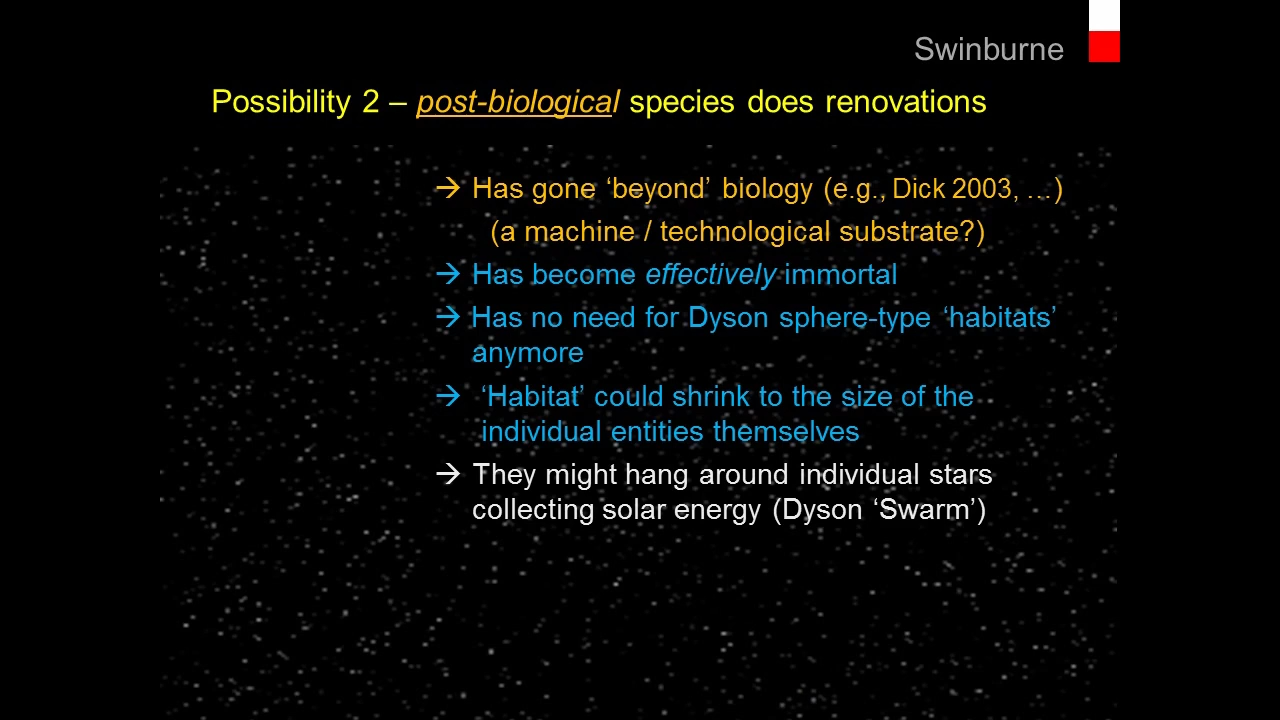 Swinburne
Possibility 2 – post-biological species does renovations
→ Has gone ‘beyond’ biology (e.g., Dick 2003, …)
(a machine / technological substrate?)
→ Has become effectively immortal
→ Has no need for Dyson sphere-type ‘habitats’
anymore
→ ‘Habitat’ could shrink to the size of the
individual entities themselves
→ They might hang around individual stars
collecting solar energy (Dyson ‘Swarm’)